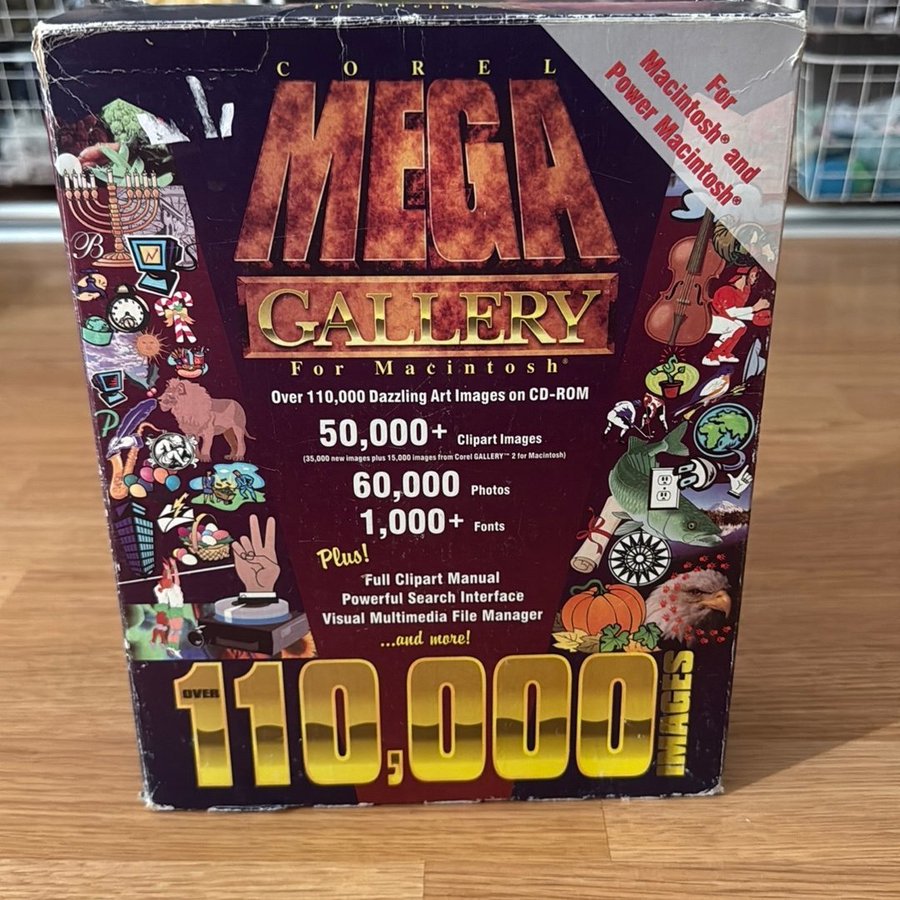 For Macintosh
COREL
MEGA
GALLERY
For Macintosh®
For
Macintosh® and
Power Macintosh®
Over 110,000 Dazzling Art Images on CD-ROM
50,000+ Clipart Images
(35,000 new images plus 15,000 images from Corel GALLERY™ 2 for Macintosh)
60,000 Photos
1,000+ Fonts
Plus!
Full Clipart Manual
Powerful Search Interface
Visual Multimedia File Manager
...and more!
OVER
110,000
IMAGES
B
P